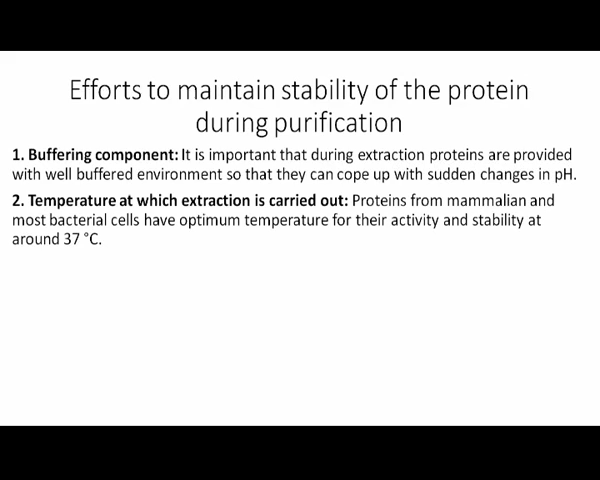 Efforts to maintain stability of the protein
during purification
1. Buffering component: It is important that during extraction proteins are provided
with well buffered environment so that they can cope up with sudden changes in pH.
2. Temperature at which extraction is carried out: Proteins from mammalian and
most bacterial cells have optimum temperature for their activity and stability at
around 37 °C.